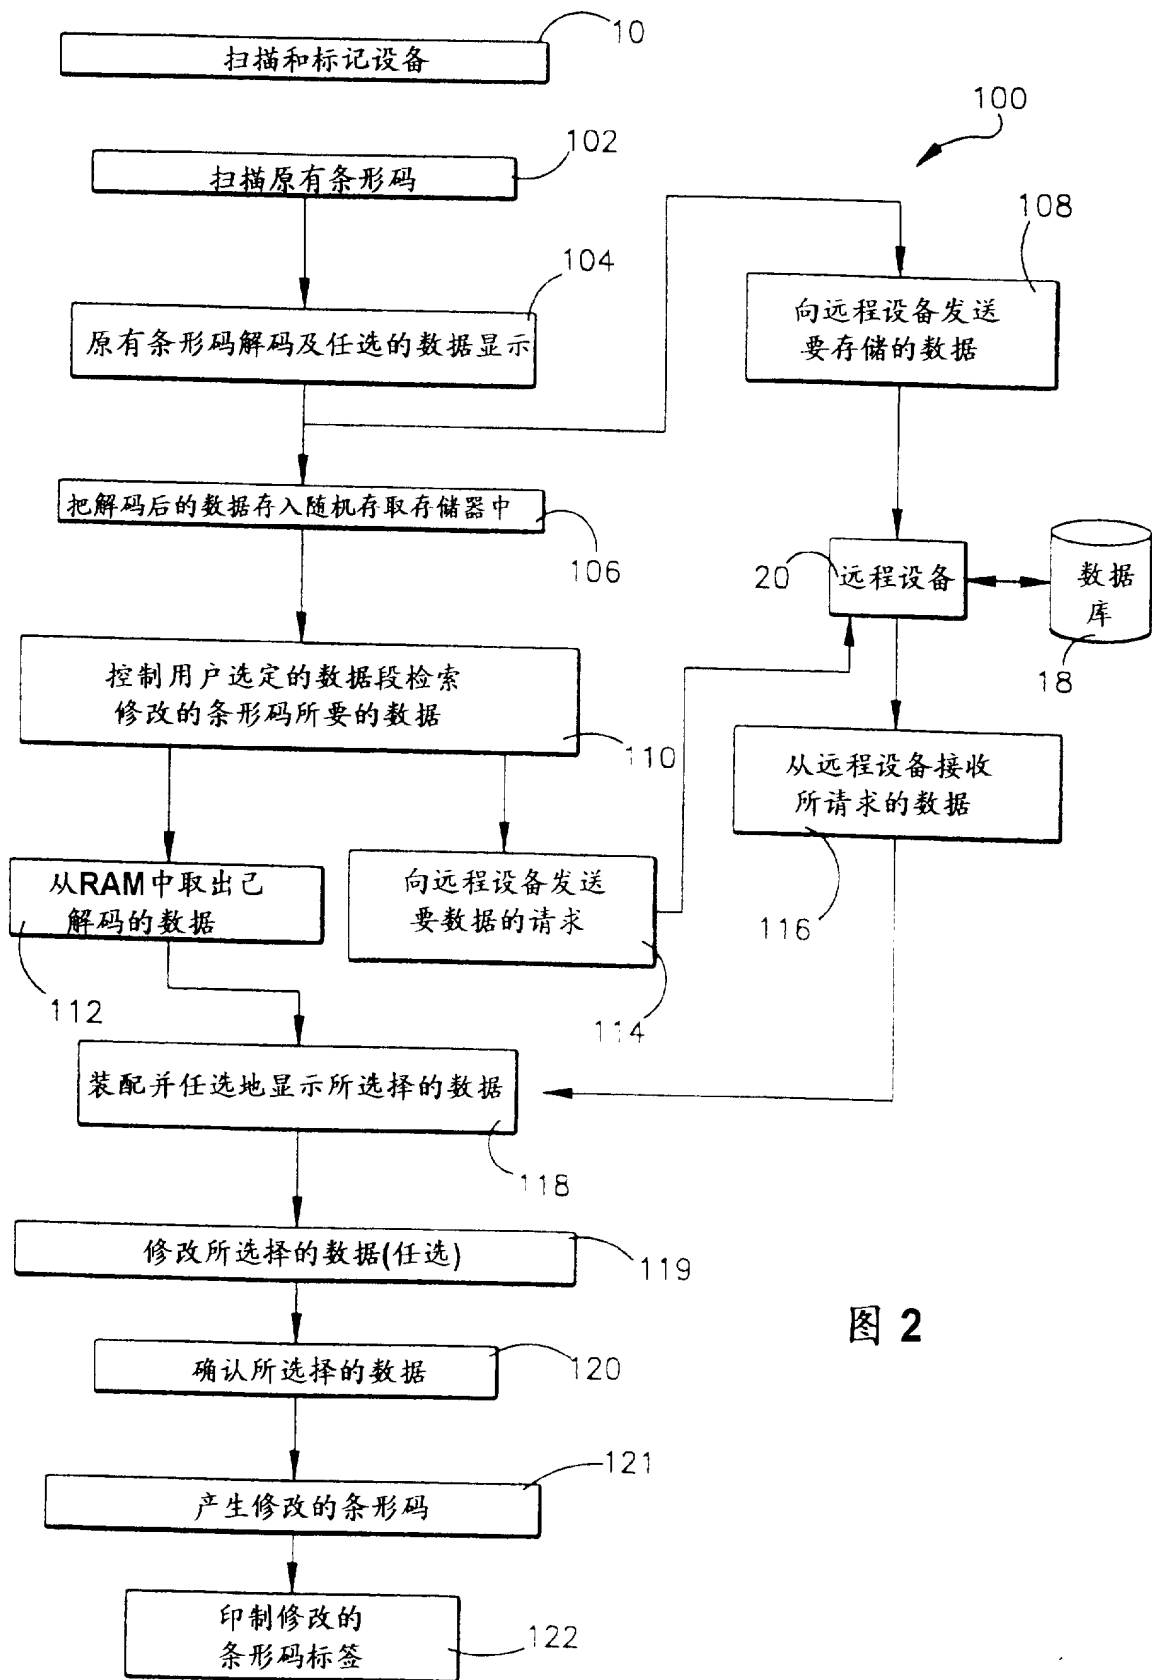 10
扫描和标记设备
100
102
扫描原有条形码
108
104
向远程设备发送
要存储的数据
原有条形码解码及任选的数据显示
把解码后的数据存入随机存取存储器中
106
20
远程设备
数据
库
18
控制用户选定的数据段检索
修改的条形码所要的数据
110
从远程设备接收
所请求的数据
116
从RAM中取出己
解码的数据
112
向远程设备发送
要数据的请求
114
装配并任选地显示所选择的数据
118
修改所选择的数据(任选)
119
图 2
确认所选择的数据
120
121
产生修改的条形码
印制修改的
条形码标签
122